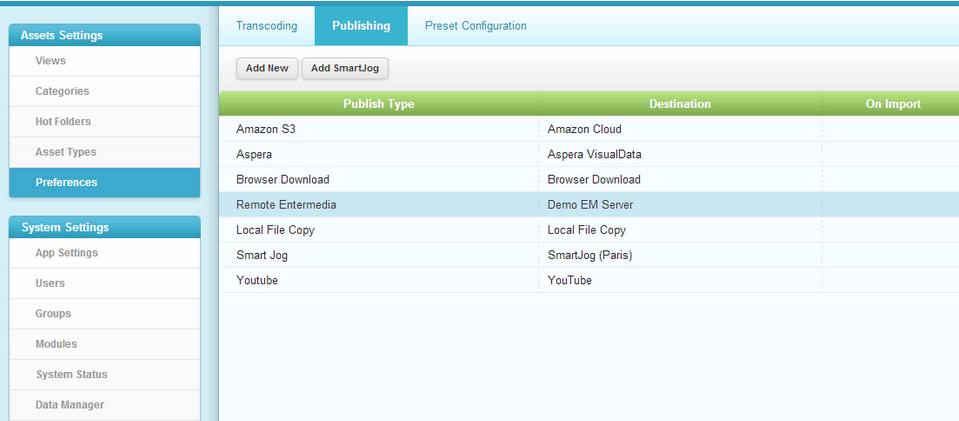 Assets Settings
Views
Categories
Hot Folders
Asset Types
Preferences
System Settings
App Settings
Users
Groups
Modules
System Status
Data Manager
Transcoding Publishing Preset Configuration
Add New Add SmartJog
Publish Type Destination On Import
Amazon S3 Amazon Cloud
Aspera Aspera VisualData
Browser Download Browser Download
Remote Entermedia Demo EM Server
Local File Copy Local File Copy
Smart Jog SmartJog (Paris)
Youtube YouTube